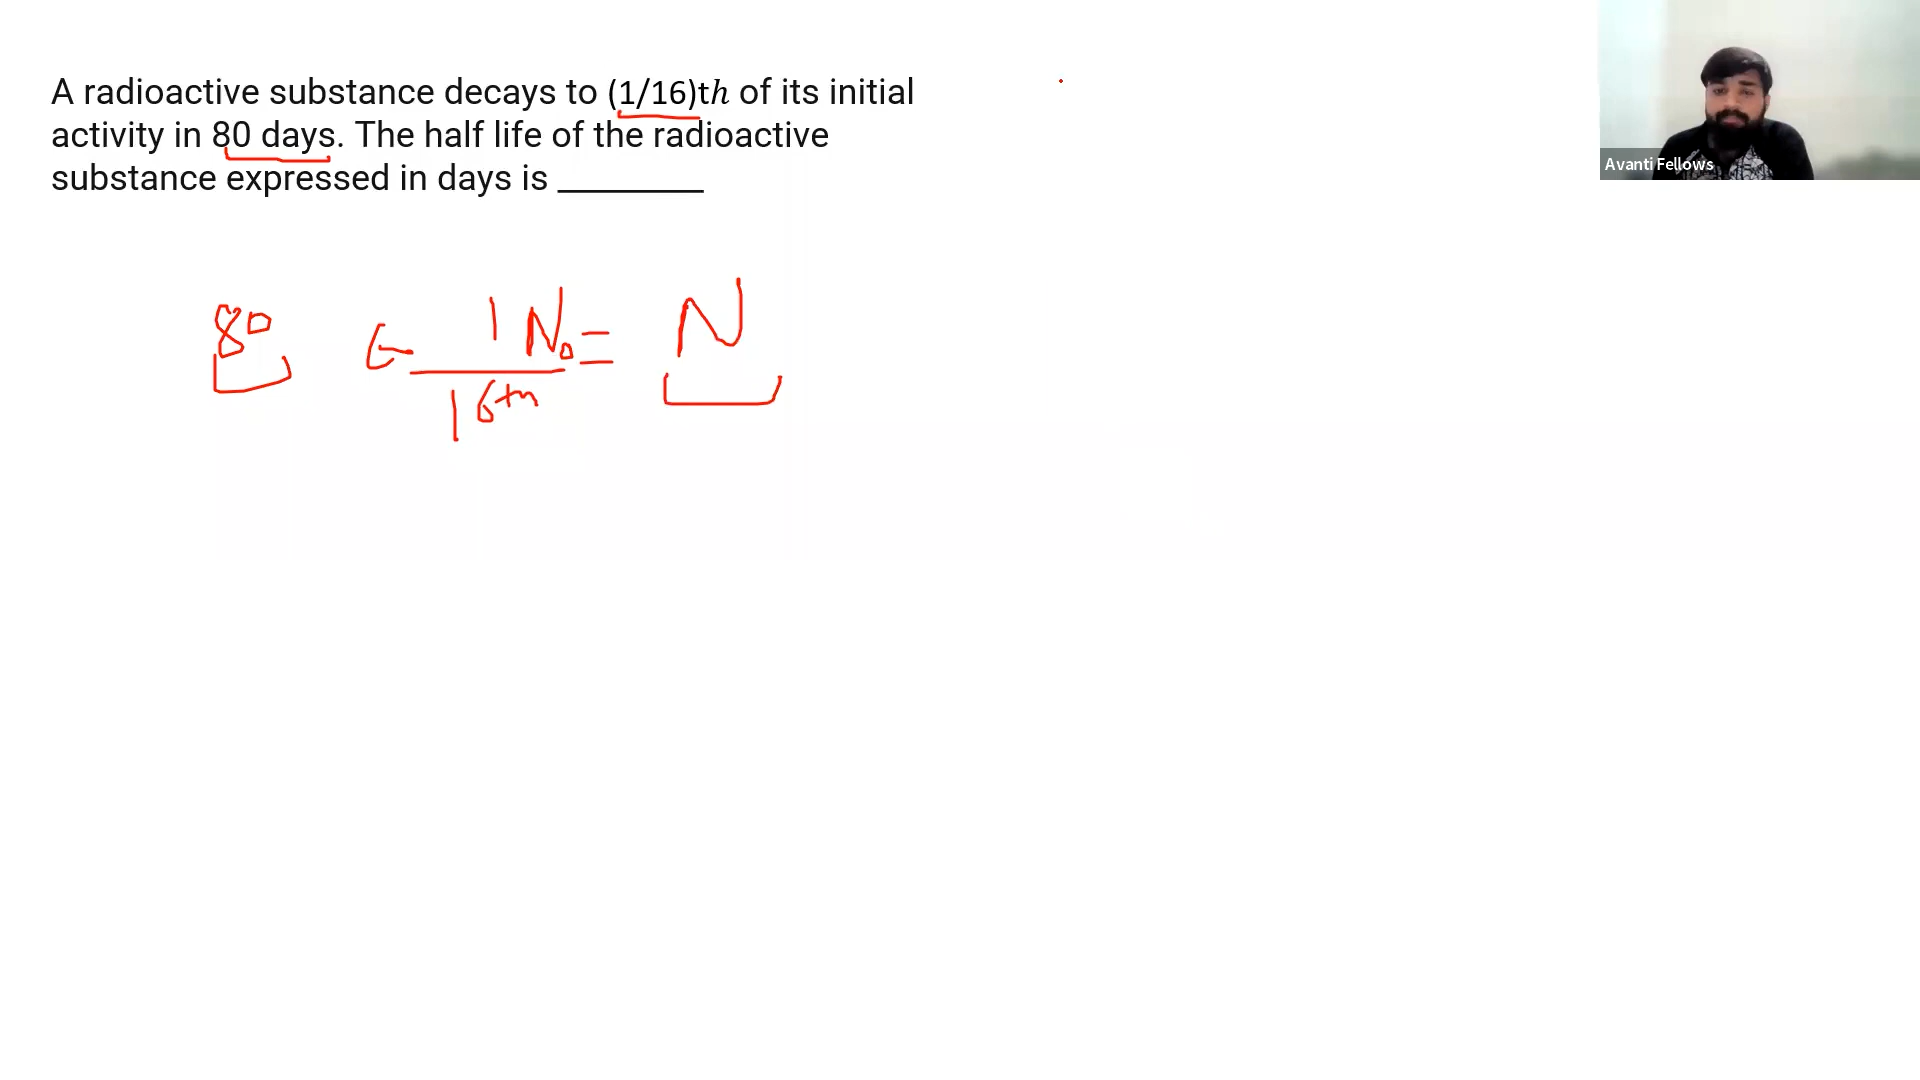 A radioactive substance decays to (1/16)th of its initial
activity in 80 days. The half life of the radioactive
substance expressed in days is ________
Avanti Fellows
80 ← 1 N₀ = N
16th